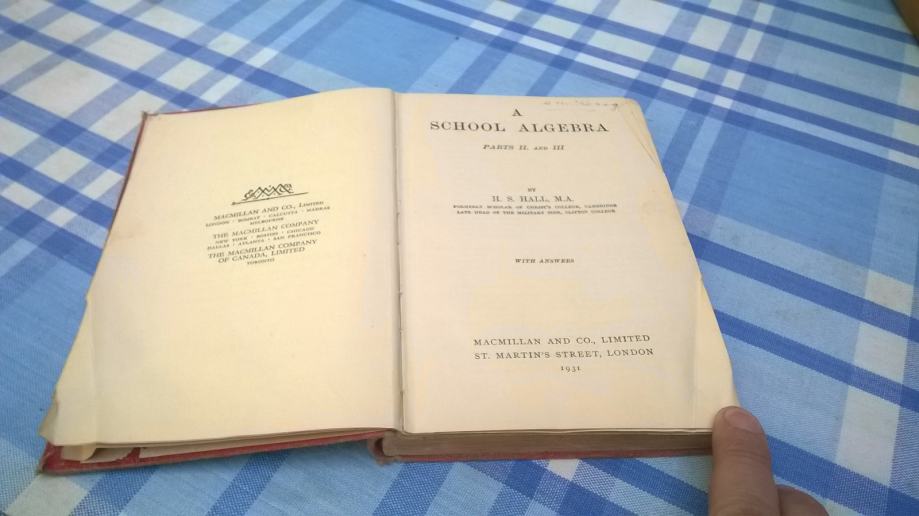 MACMILLAN AND CO., LIMITED
LONDON · BOMBAY · CALCUTTA · MADRAS
MELBOURNE
THE MACMILLAN COMPANY
NEW YORK · BOSTON · CHICAGO
DALLAS · ATLANTA · SAN FRANCISCO
THE MACMILLAN COMPANY
OF CANADA, LIMITED
TORONTO
A
SCHOOL ALGEBRA
PARTS II. AND III
BY
H. S. HALL, M.A.
FORMERLY SCHOLAR OF CHRIST'S COLLEGE, CAMBRIDGE
LATE HEAD OF THE MILITARY SIDE, CLIFTON COLLEGE
WITH ANSWERS
MACMILLAN AND CO., LIMITED
ST. MARTIN'S STREET, LONDON
1931